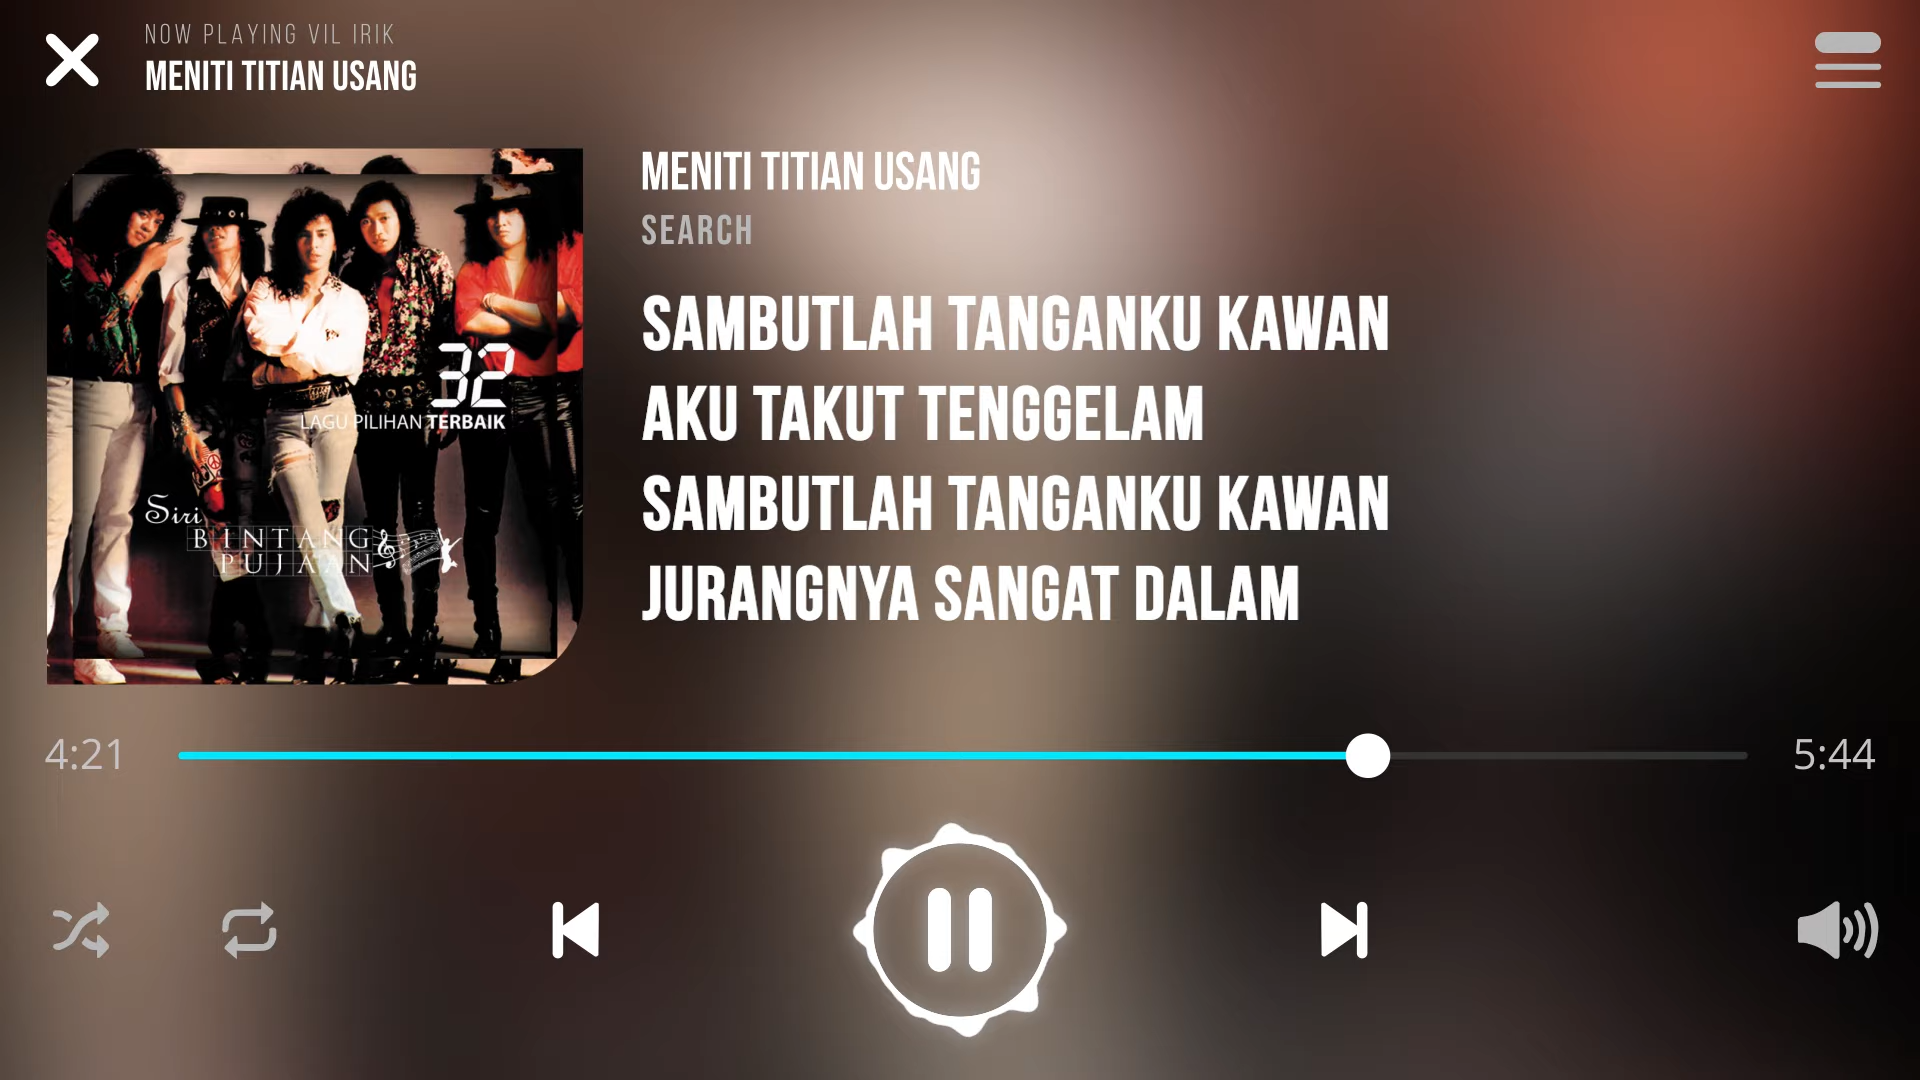 NOW PLAYING VIL IRIK
MENITI TITIAN USANG
MENITI TITIAN USANG
SEARCH
SAMBUTLAH TANGANKU KAWAN
AKU TAKUT TENGGELAM
SAMBUTLAH TANGANKU KAWAN
JURANGNYA SANGAT DALAM
32
LAGU PILIHAN TERBAIK
Siri
BINTANG
PUJAAN
4:21
5:44